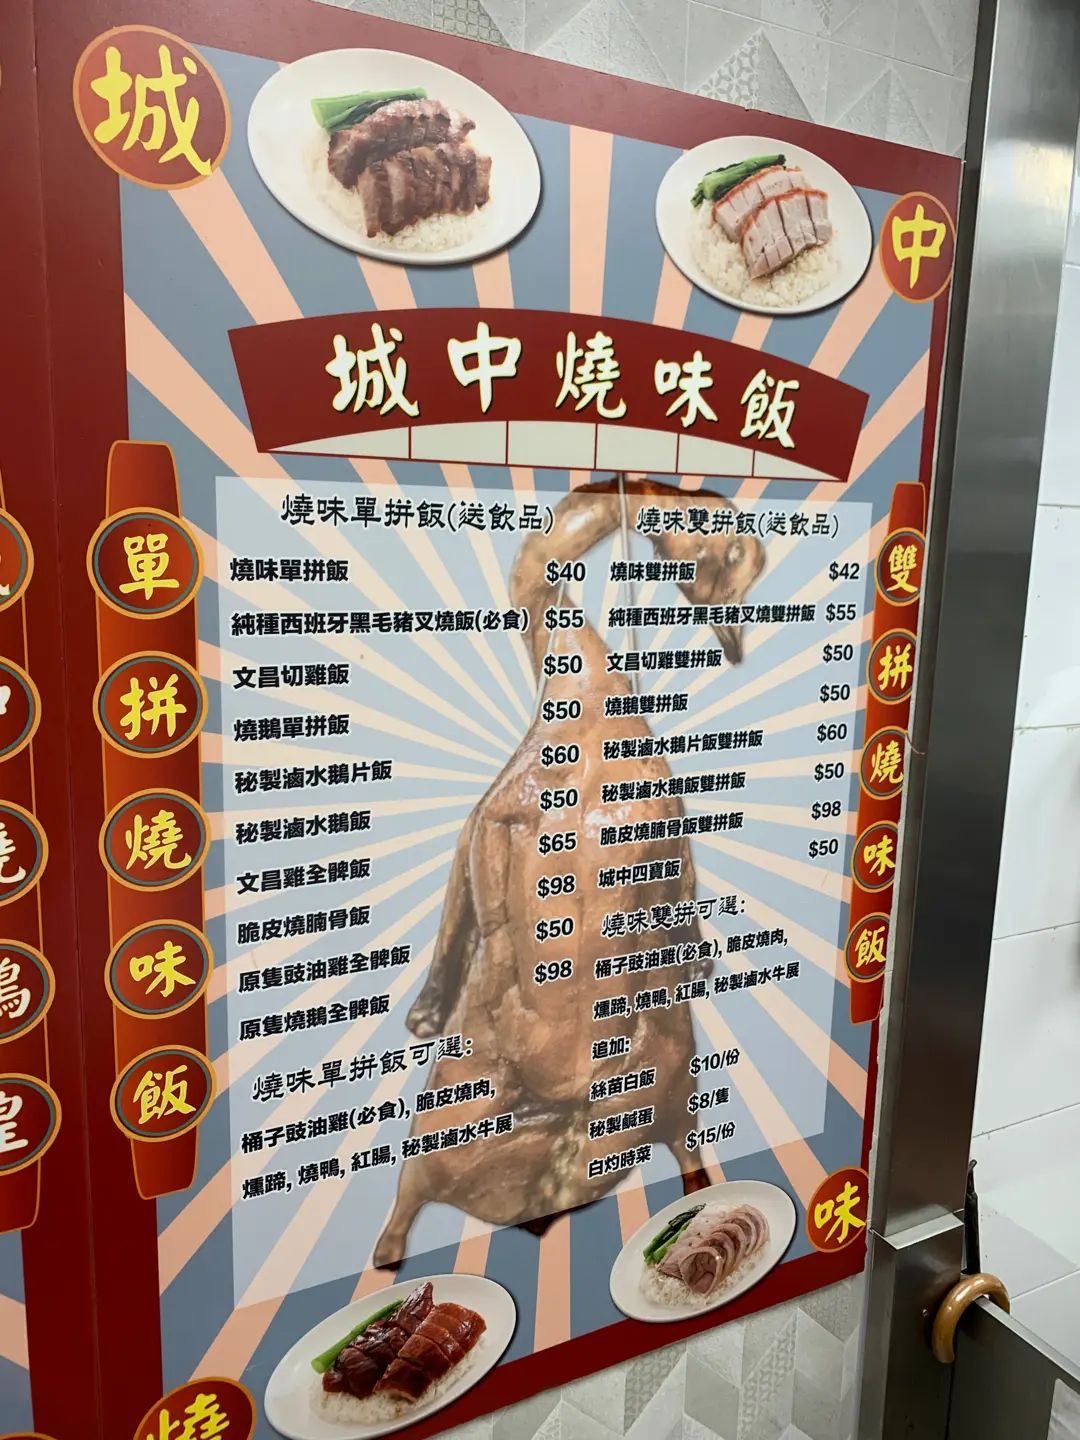 城
中
城中燒味飯
單拼燒味飯
雙拼燒味飯
燒味單拼飯(送飲品)
燒味單拼飯 $40
純種西班牙黑毛豬叉燒飯(必食) $55
文昌切雞飯 $50
燒鵝單拼飯 $50
秘製滷水鵝片飯 $60
秘製滷水鵝飯 $50
文昌雞全髀飯 $65
脆皮燒腩骨飯 $98
原隻豉油雞全髀飯 $50
原隻燒鵝全髀飯 $98
燒味單拼飯可選:
桶子豉油雞(必食), 脆皮燒肉,
燻蹄, 燒鴨, 紅腸, 秘製滷水牛展
燒味雙拼飯(送飲品)
燒味雙拼飯 $42
純種西班牙黑毛豬叉燒雙拼飯 $55
文昌切雞雙拼飯 $50
燒鵝雙拼飯 $50
秘製滷水鵝片飯雙拼飯 $60
秘製滷水鵝飯雙拼飯 $50
脆皮燒腩骨飯雙拼飯 $98
城中四寶飯 $50
燒味雙拼可選:
桶子豉油雞(必食), 脆皮燒肉,
燻蹄, 燒鴨, 紅腸, 秘製滷水牛展
追加:
絲苗白飯 $10/份
秘製鹹蛋 $8/隻
白灼時菜 $15/份
味
燒